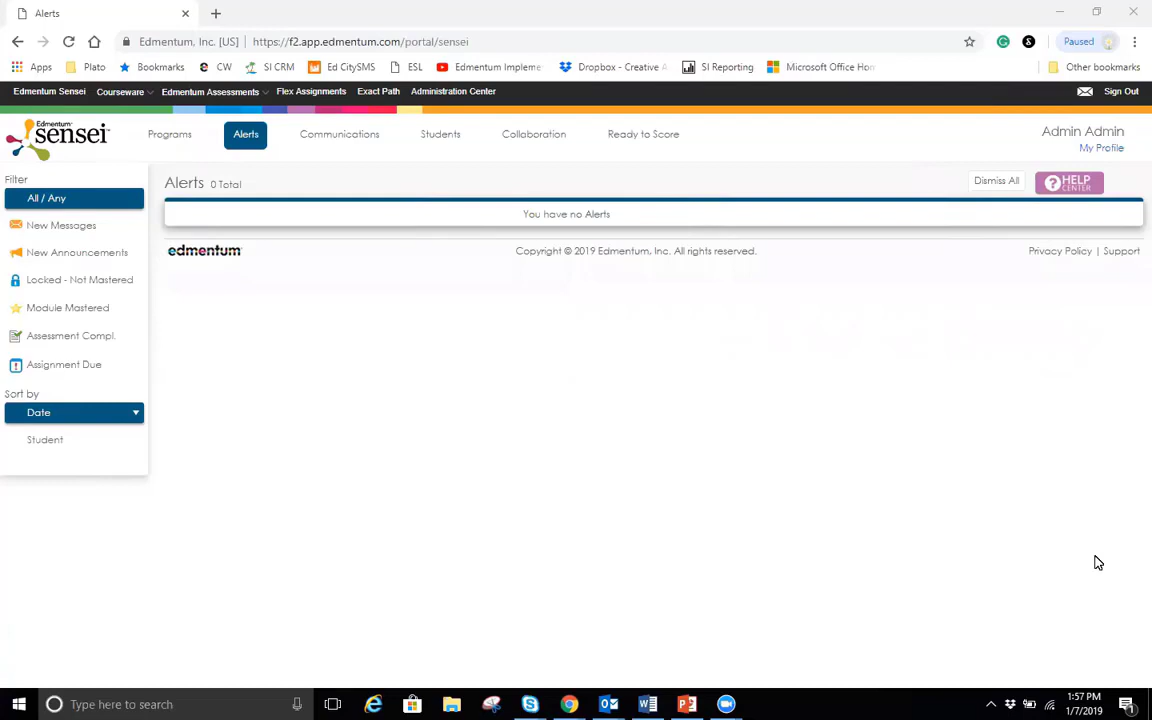 Alerts
Edmentum, Inc. [US] | https://f2.app.edmentum.com/portal/sensei
Paused
Apps Plato Bookmarks CW SI CRM Ed CitySMS ESL Edmentum Impleme Dropbox - Creative A SI Reporting Microsoft Office Hom Other bookmarks
Edmentum Sensei Courseware Edmentum Assessments Flex Assignments Exact Path Administration Center Sign Out
Edmentum sensei
Programs Alerts Communications Students Collaboration Ready to Score
Admin Admin
My Profile
Filter
All / Any
New Messages
New Announcements
Locked - Not Mastered
Module Mastered
Assessment Compl.
Assignment Due
Sort by
Date
Student
Alerts 0 Total
Dismiss All
HELP CENTER
You have no Alerts
edmentum
Copyright © 2019 Edmentum, Inc. All rights reserved.
Privacy Policy | Support
Type here to search
1:57 PM
1/7/2019
1